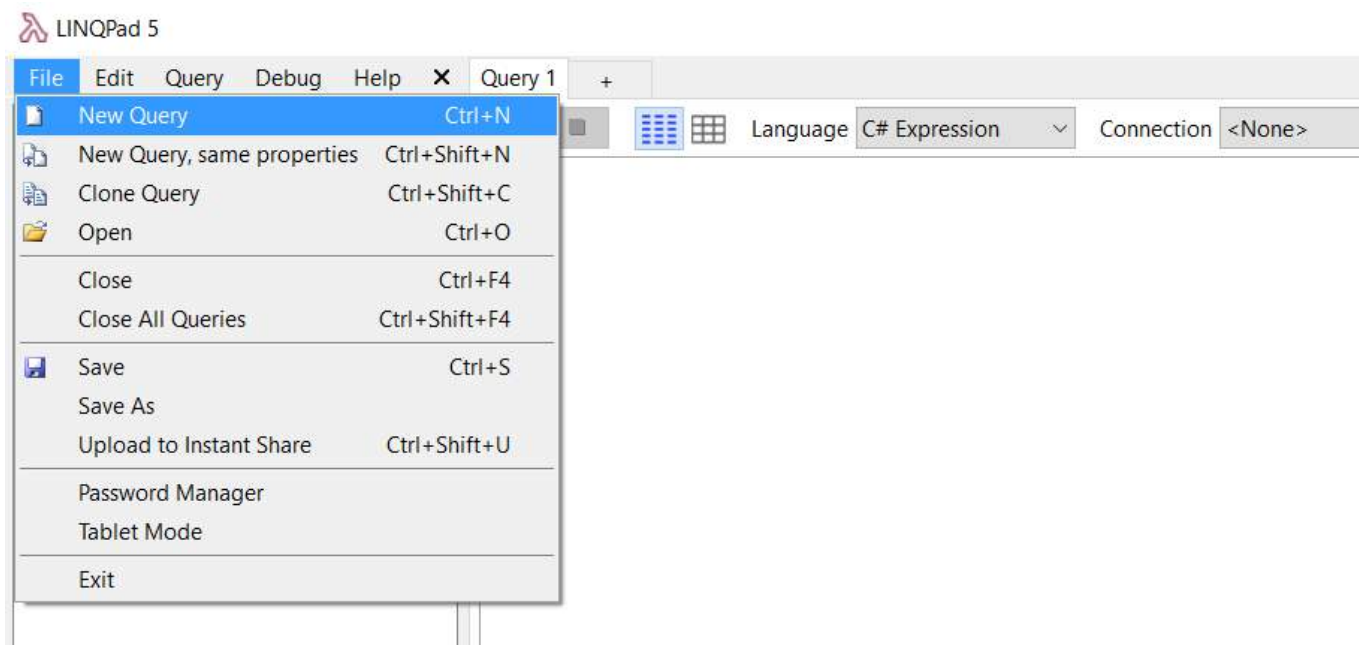 LINQPad 5
File Edit Query Debug Help × Query 1 +
New Query Ctrl+N
Language C# Expression Connection <None>
New Query, same properties Ctrl+Shift+N
Clone Query Ctrl+Shift+C
Open Ctrl+O
Close Ctrl+F4
Close All Queries Ctrl+Shift+F4
Save Ctrl+S
Save As
Upload to Instant Share Ctrl+Shift+U
Password Manager
Tablet Mode
Exit